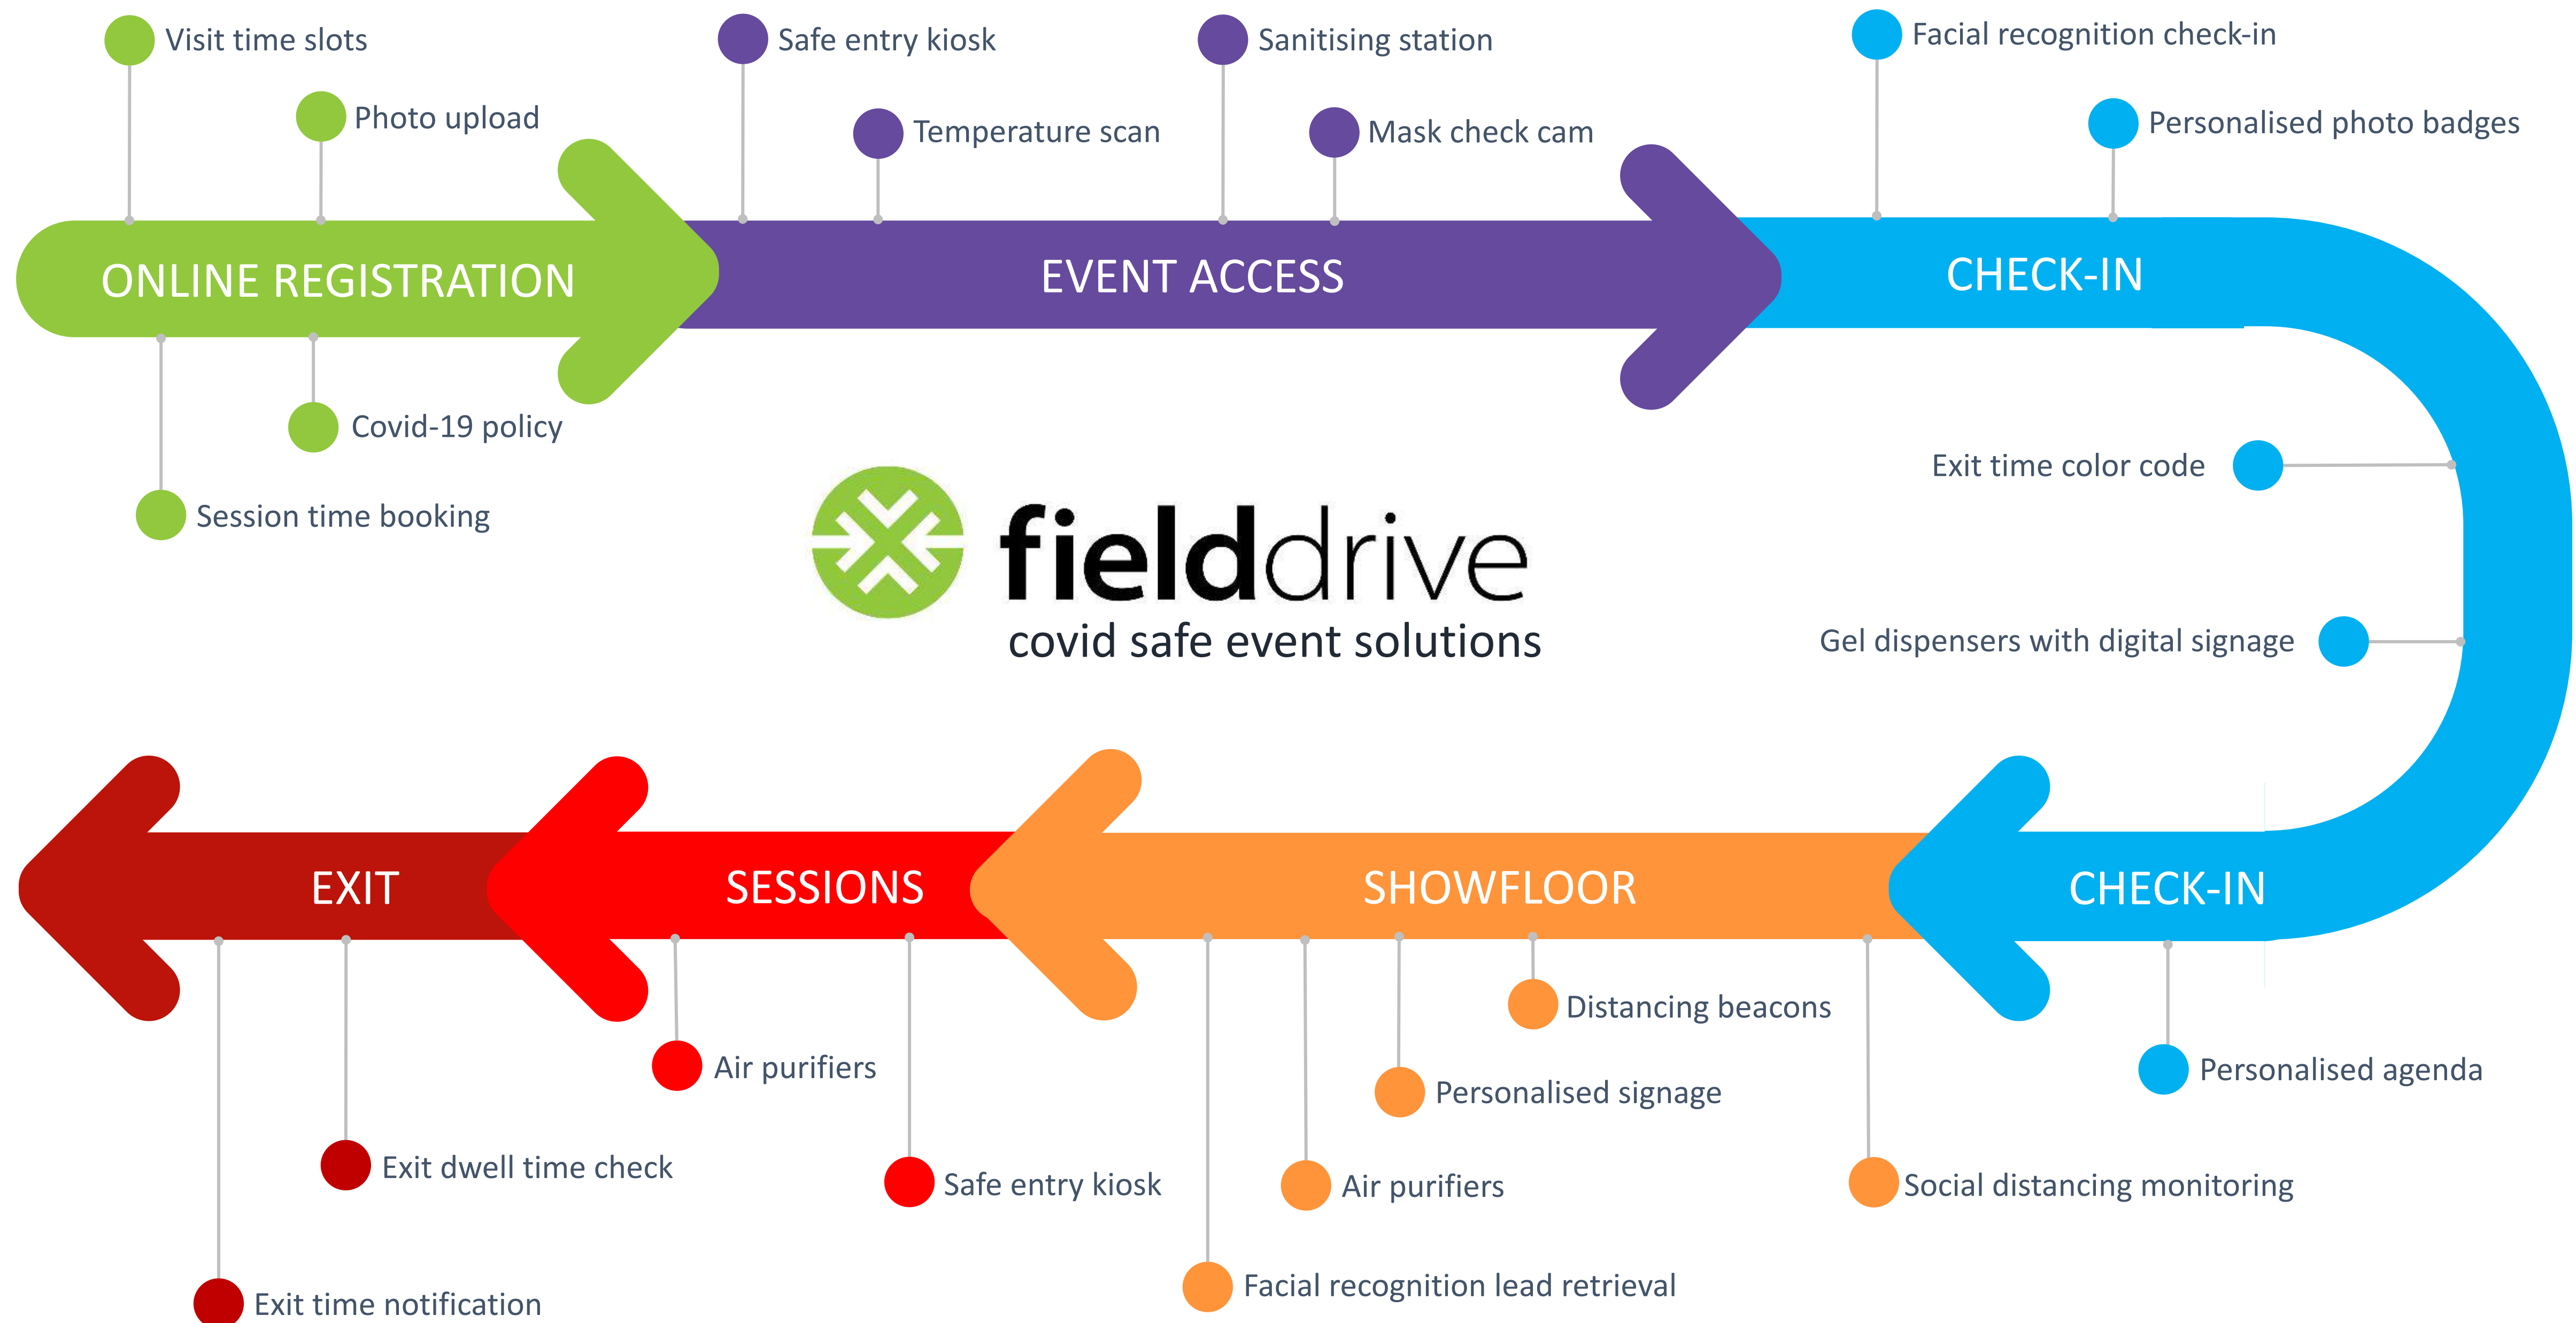 Visit time slots
Photo upload
ONLINE REGISTRATION
Covid-19 policy
Session time booking
Safe entry kiosk
Temperature scan
Sanitising station
Mask check cam
EVENT ACCESS
Facial recognition check-in
Personalised photo badges
CHECK-IN
Exit time color code
Gel dispensers with digital signage
fielddrive
covid safe event solutions
CHECK-IN
Personalised agenda
SHOWFLOOR
Social distancing monitoring
Distancing beacons
Personalised signage
Air purifiers
Facial recognition lead retrieval
SESSIONS
Safe entry kiosk
Air purifiers
EXIT
Exit dwell time check
Exit time notification